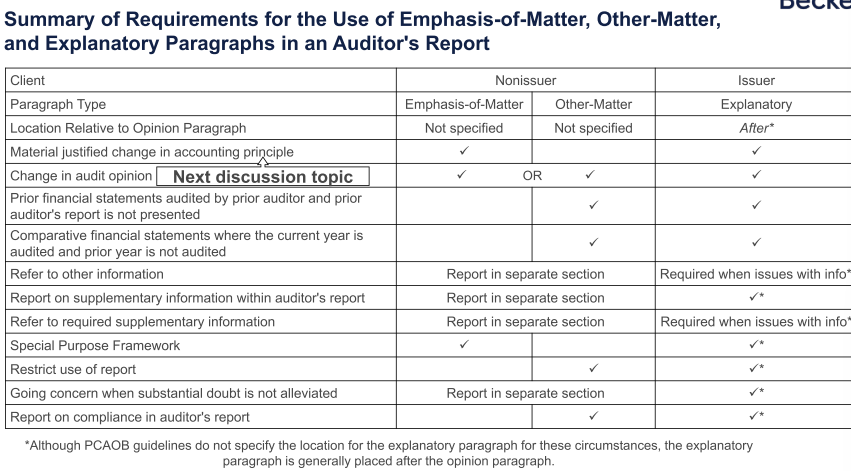 Becke
Summary of Requirements for the Use of Emphasis-of-Matter, Other-Matter,
and Explanatory Paragraphs in an Auditor's Report
Client Nonissuer Issuer
Paragraph Type Emphasis-of-Matter Other-Matter Explanatory
Location Relative to Opinion Paragraph Not specified Not specified After*
Material justified change in accounting principle ✓ ✓
Change in audit opinion Next discussion topic ✓ OR ✓ ✓
Prior financial statements audited by prior auditor and prior
auditor's report is not presented ✓ ✓
Comparative financial statements where the current year is
audited and prior year is not audited ✓ ✓
Refer to other information Report in separate section Required when issues with info*
Report on supplementary information within auditor's report Report in separate section ✓*
Refer to required supplementary information Report in separate section Required when issues with info*
Special Purpose Framework ✓ ✓*
Restrict use of report ✓ ✓*
Going concern when substantial doubt is not alleviated Report in separate section ✓*
Report on compliance in auditor's report ✓ ✓*
*Although PCAOB guidelines do not specify the location for the explanatory paragraph for these circumstances, the explanatory
paragraph is generally placed after the opinion paragraph.